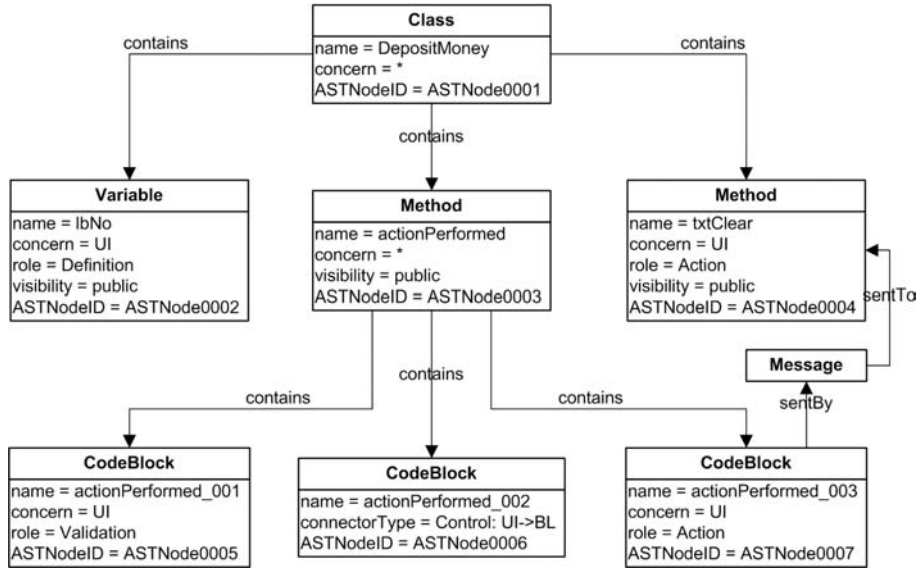 Class
name = DepositMoney
concern = *
ASTNodeID = ASTNode0001
contains
contains
contains
Variable
name = lbNo
concern = UI
role = Definition
visibility = public
ASTNodeID = ASTNode0002
Method
name = actionPerformed
concern = *
visibility = public
ASTNodeID = ASTNode0003
Method
name = txtClear
concern = UI
role = Action
visibility = public
ASTNodeID = ASTNode0004
sentTo
Message
sentBy
contains
contains
contains
CodeBlock
name = actionPerformed_001
concern = UI
role = Validation
ASTNodeID = ASTNode0005
CodeBlock
name = actionPerformed_002
connectorType = Control: UI->BL
ASTNodeID = ASTNode0006
CodeBlock
name = actionPerformed_003
concern = UI
role = Action
ASTNodeID = ASTNode0007